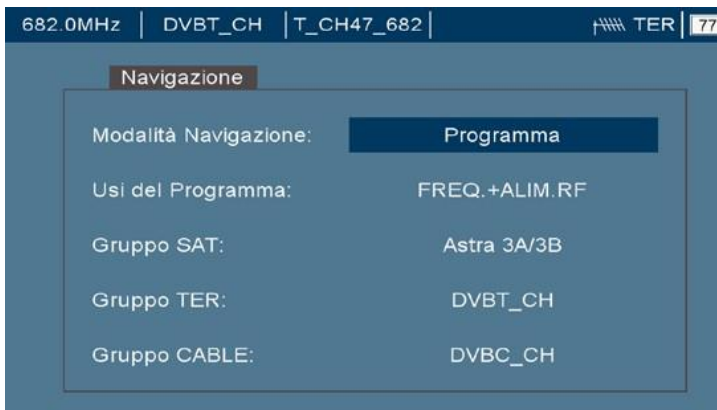 682.0MHz | DVBT_CH | T_CH47_682 | TER | 77
Navigazione
Modalità Navigazione: Programma
Usi del Programma: FREQ.+ALIM.RF
Gruppo SAT: Astra 3A/3B
Gruppo TER: DVBT_CH
Gruppo CABLE: DVBC_CH